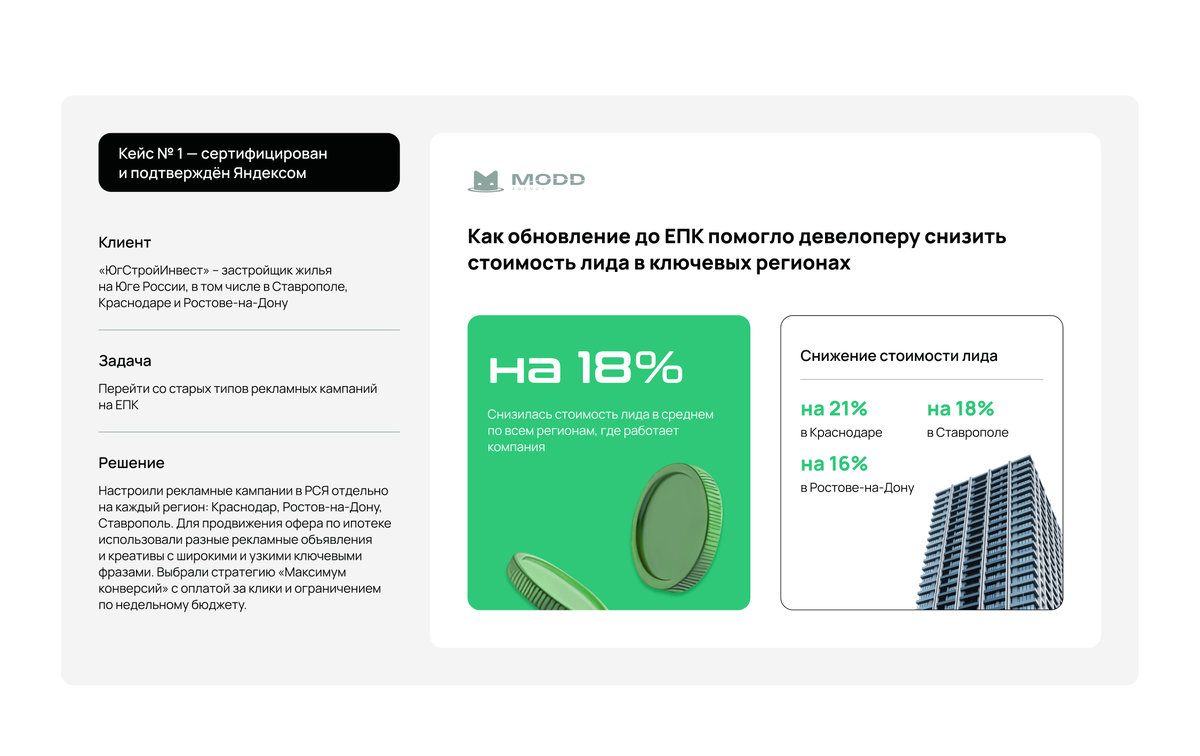 Кейс № 1 — сертифицирован
и подтверждён Яндексом
Клиент
«ЮгСтройИнвест» – застройщик жилья
на Юге России, в том числе в Ставрополе,
Краснодаре и Ростове-на-Дону
Задача
Перейти со старых типов рекламных кампаний
на ЕПК
Решение
Настроили рекламные кампании в РСЯ отдельно
на каждый регион: Краснодар, Ростов-на-Дону,
Ставрополь. Для продвижения офера по ипотеке
использовали разные рекламные объявления
и креативы с широкими и узкими ключевыми
фразами. Выбрали стратегию «Максимум
конверсий» с оплатой за клики и ограничением
по недельному бюджету.
MODD
Как обновление до ЕПК помогло девелоперу снизить
стоимость лида в ключевых регионах
на 18%
Снизилась стоимость лида в среднем
по всем регионам, где работает
компания
Снижение стоимости лида
на 21%
в Краснодаре
на 18%
в Ставрополе
на 16%
в Ростове-на-Дону